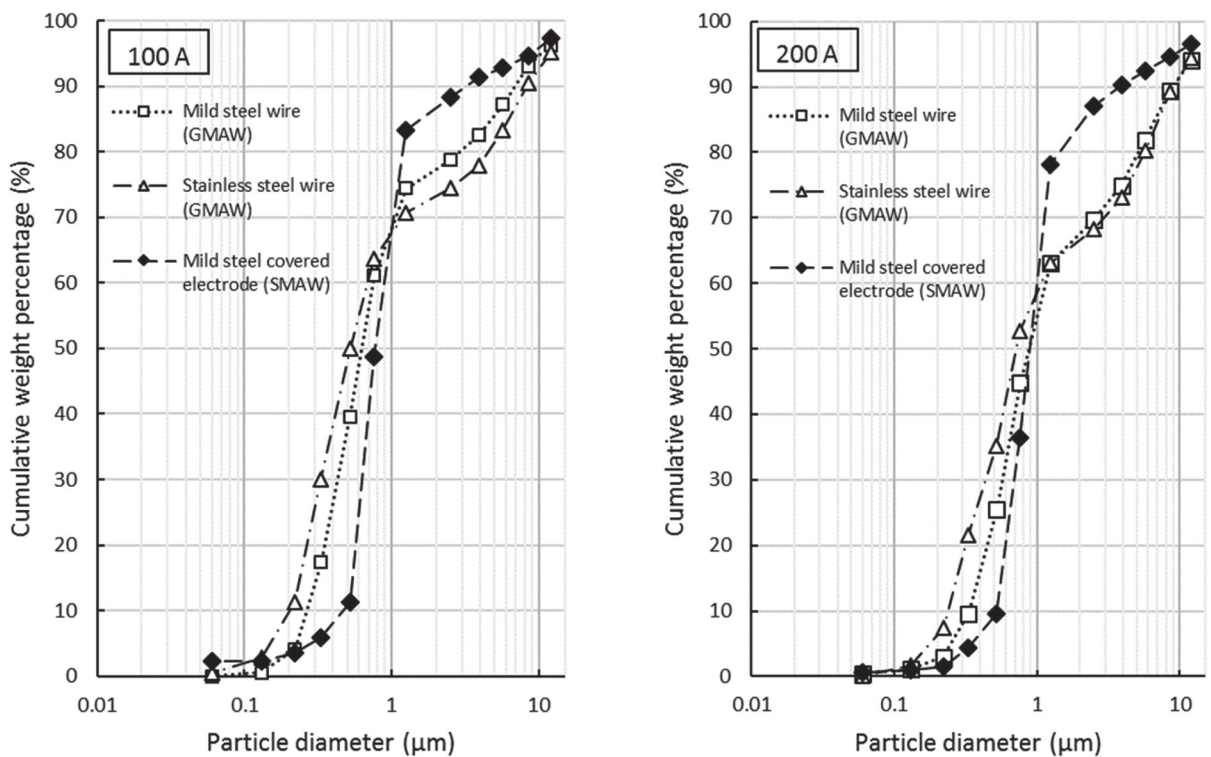 100 A
100
90
80
70
60
50
40
30
20
10
0
Cumulative weight percentage (%)
Mild steel wire
(GMAW)
Stainless steel wire
(GMAW)
Mild steel covered
electrode (SMAW)
0.01
0.1
1
10
Particle diameter (μm)
200 A
100
90
80
70
60
50
40
30
20
10
0
Cumulative weight percentage (%)
Mild steel wire
(GMAW)
Stainless steel wire
(GMAW)
Mild steel covered
electrode (SMAW)
0.01
0.1
1
10
Particle diameter (μm)